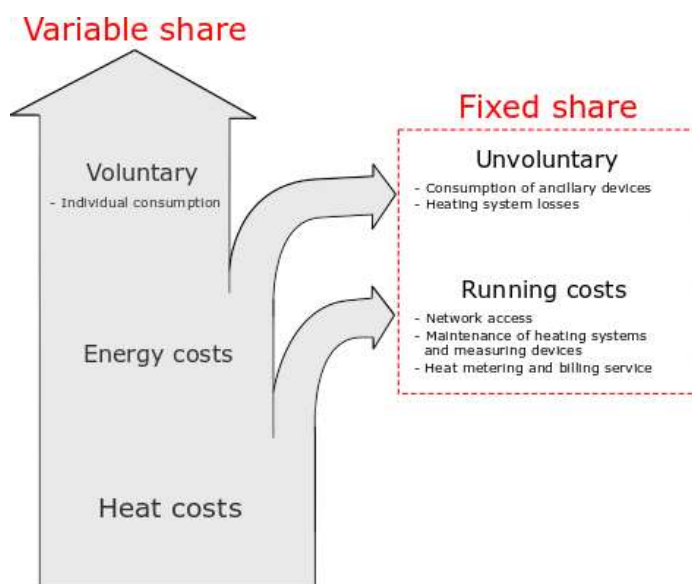 Variable share
Fixed share
Voluntary
- Individual consumption
Unvoluntary
- Consumption of ancillary devices
- Heating system losses
Running costs
- Network access
- Maintenance of heating systems
and measuring devices
- Heat metering and billing service
Energy costs
Heat costs